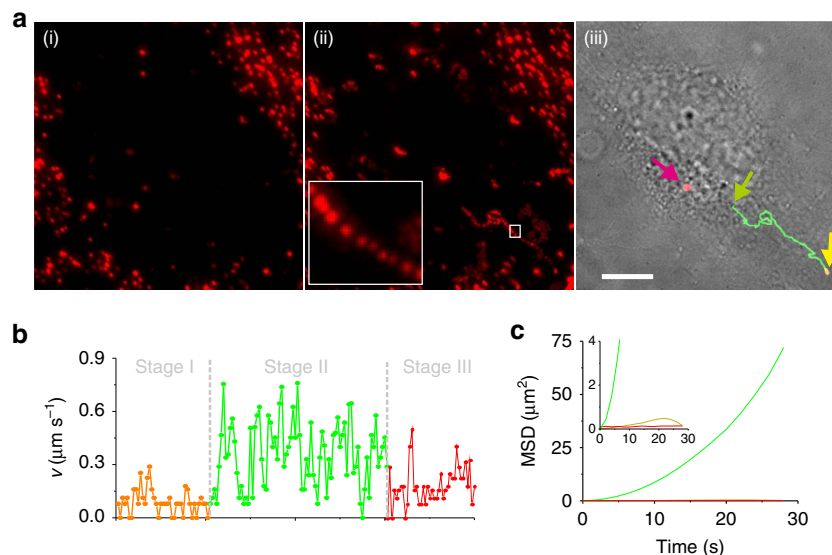 a
(i)
(ii)
(iii)
b
Stage I
Stage II
Stage III
0.9
0.6
0.3
0.0
v (μm s⁻¹)
c
75
50
25
0
MSD (μm²)
4
2
0
0 10 20 30
0 10 20 30
Time (s)